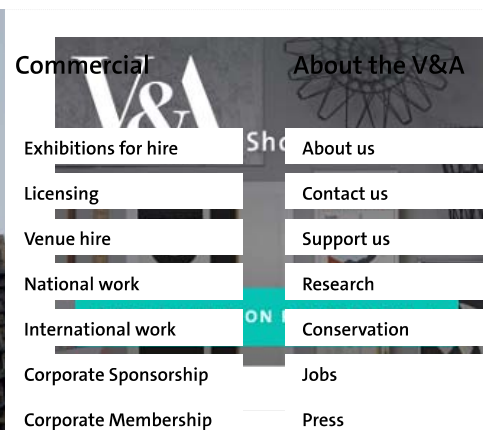 Commercial
Exhibitions for hire
Licensing
Venue hire
National work
International work
Corporate Sponsorship
Corporate Membership
About the V&A
About us
Contact us
Support us
Research
Conservation
Jobs
Press
V&A
ON